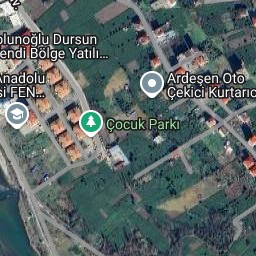 olunoğlu Dursun
endi Bölge Yatılı...
Anadolu
si FEN...
Ardeşen Oto
Çekici Kurtarıc
Çocuk Parkı